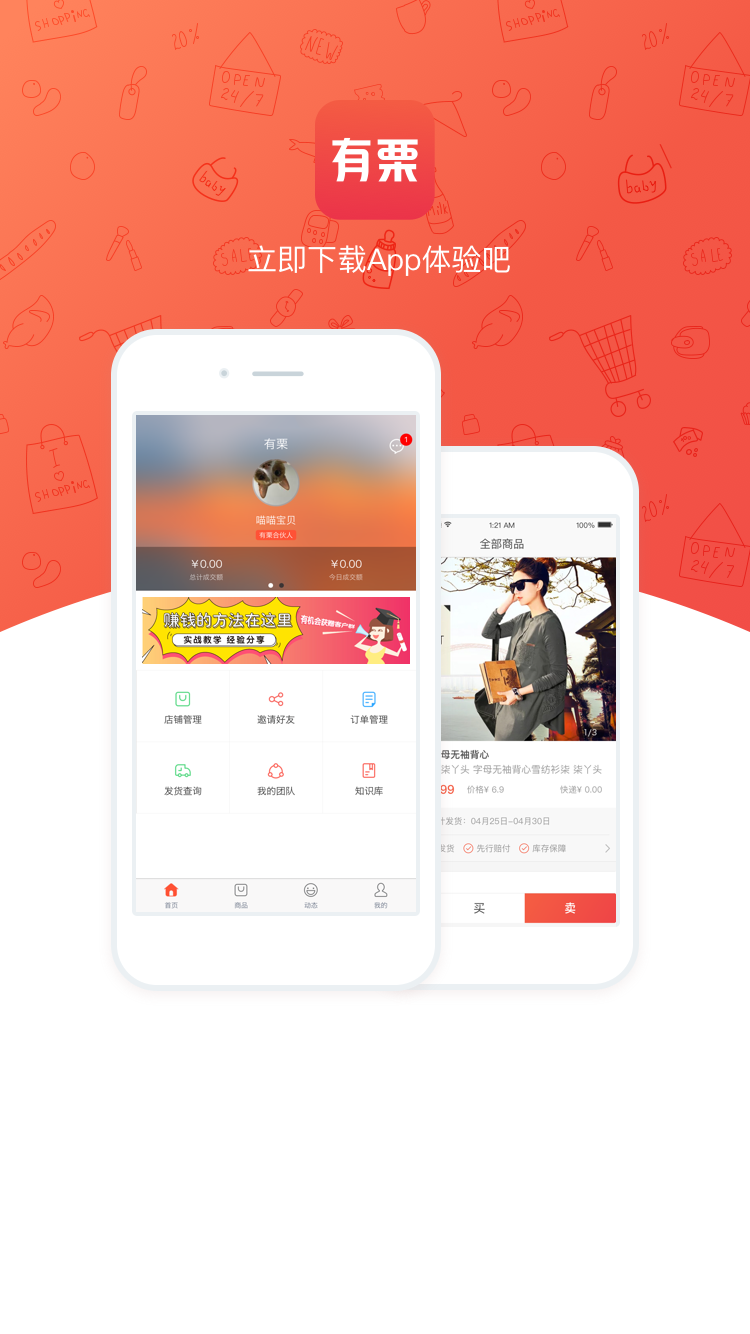 SHOPPING
20%
NEW
OPEN
24/7
SHOPPING
20%
OPEN
24/7
有栗
baby
baby
milk
SALE
SALE
立即下载App体验吧
有栗
1
喵喵宝贝
有栗合伙人
¥0.00
总计成交额
¥0.00
今日成交额
赚钱的方法在这里
有机会获赠客户群
实战教学 经验分享
店铺管理
邀请好友
订单管理
发货查询
我的团队
知识库
首页
商品
动态
我的
1:21 AM
100%
全部商品
1/3
母无袖背心
柒丫头 字母无袖背心雪纺衫柒 柒丫头
99
价格¥ 6.9
快递¥ 0.00
计发货：04月25日-04月30日
发货
先行赔付
库存保障
买
卖
I
SHOPPING
20%
OPEN
24/7